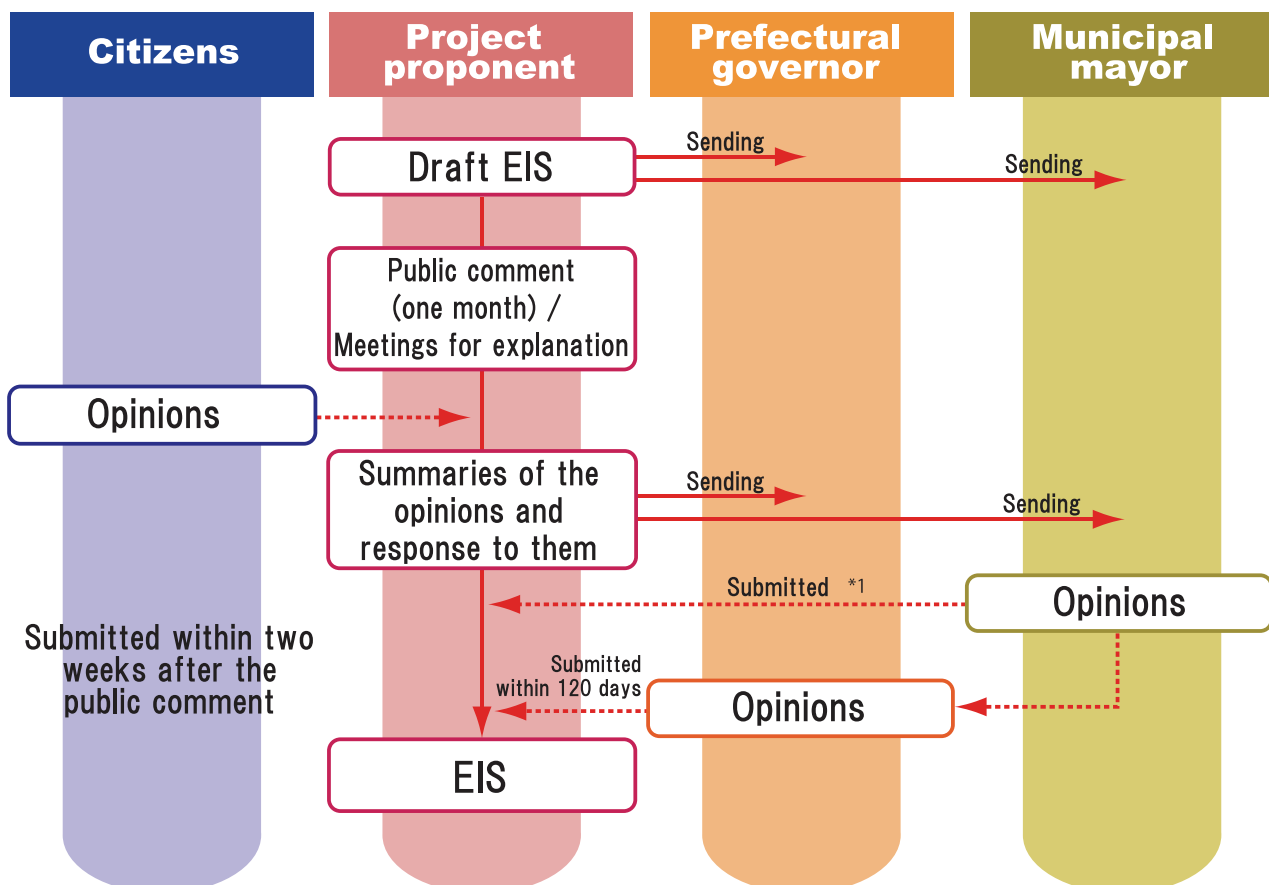 Citizens
Project
proponent
Prefectural
governor
Municipal
mayor
Draft EIS
Sending
Sending
Public comment
(one month) /
Meetings for explanation
Opinions
Summaries of the
opinions and
response to them
Sending
Sending
Submitted *1
Opinions
Submitted within two
weeks after the
public comment
Submitted
within 120 days
Opinions
EIS